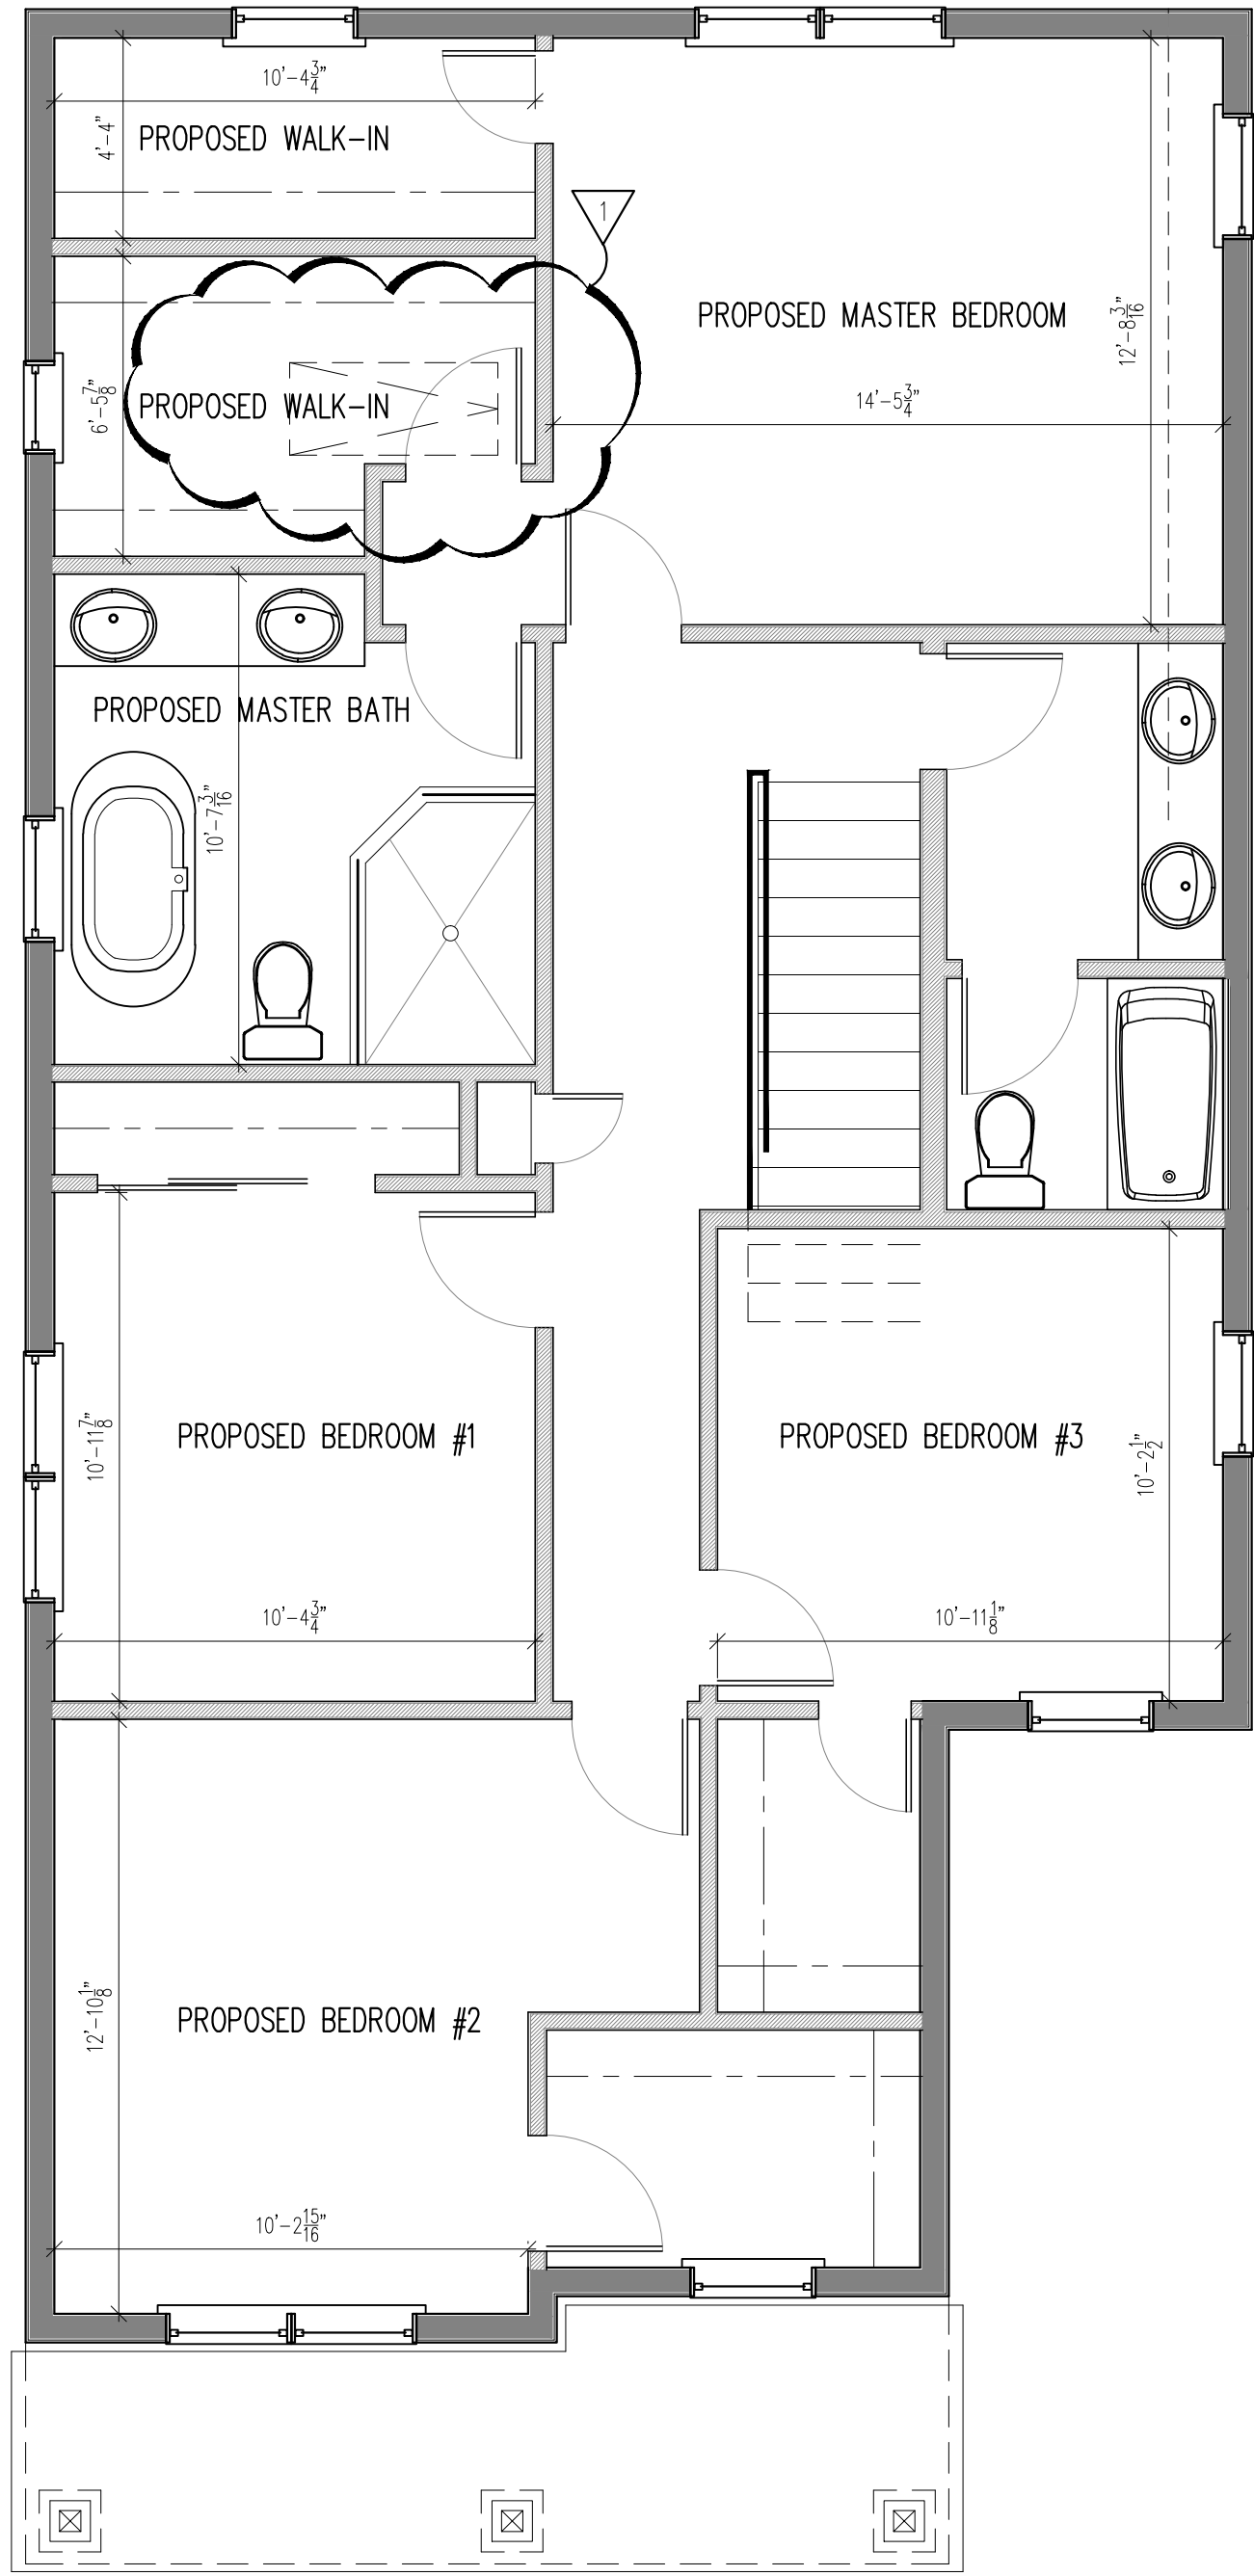 10'-4 3/4"
4'-4"
PROPOSED WALK-IN
1
PROPOSED MASTER BEDROOM
12'-8 3/16"
6'-5 7/8"
PROPOSED WALK-IN
14'-5 3/4"
PROPOSED MASTER BATH
10'-7 3/16"
PROPOSED BEDROOM #1
10'-11 7/8"
PROPOSED BEDROOM #3
10'-2 1/2"
10'-4 3/4"
10'-11 1/8"
12'-10 1/8"
PROPOSED BEDROOM #2
10'-2 15/16"